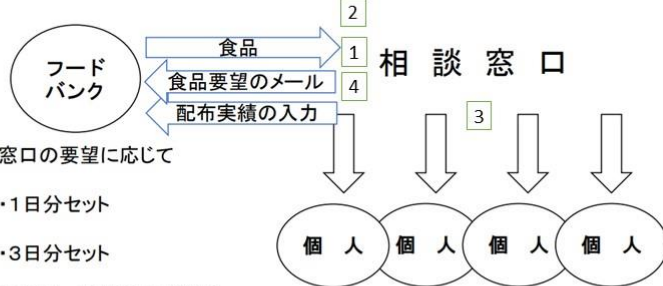 2
食品
1
相 談 窓 口
フード
バンク
食品要望のメール
4
配布実績の入力
3
窓口の要望に応じて
・1日分セット
・3日分セット
個 人
個 人
個 人
個 人